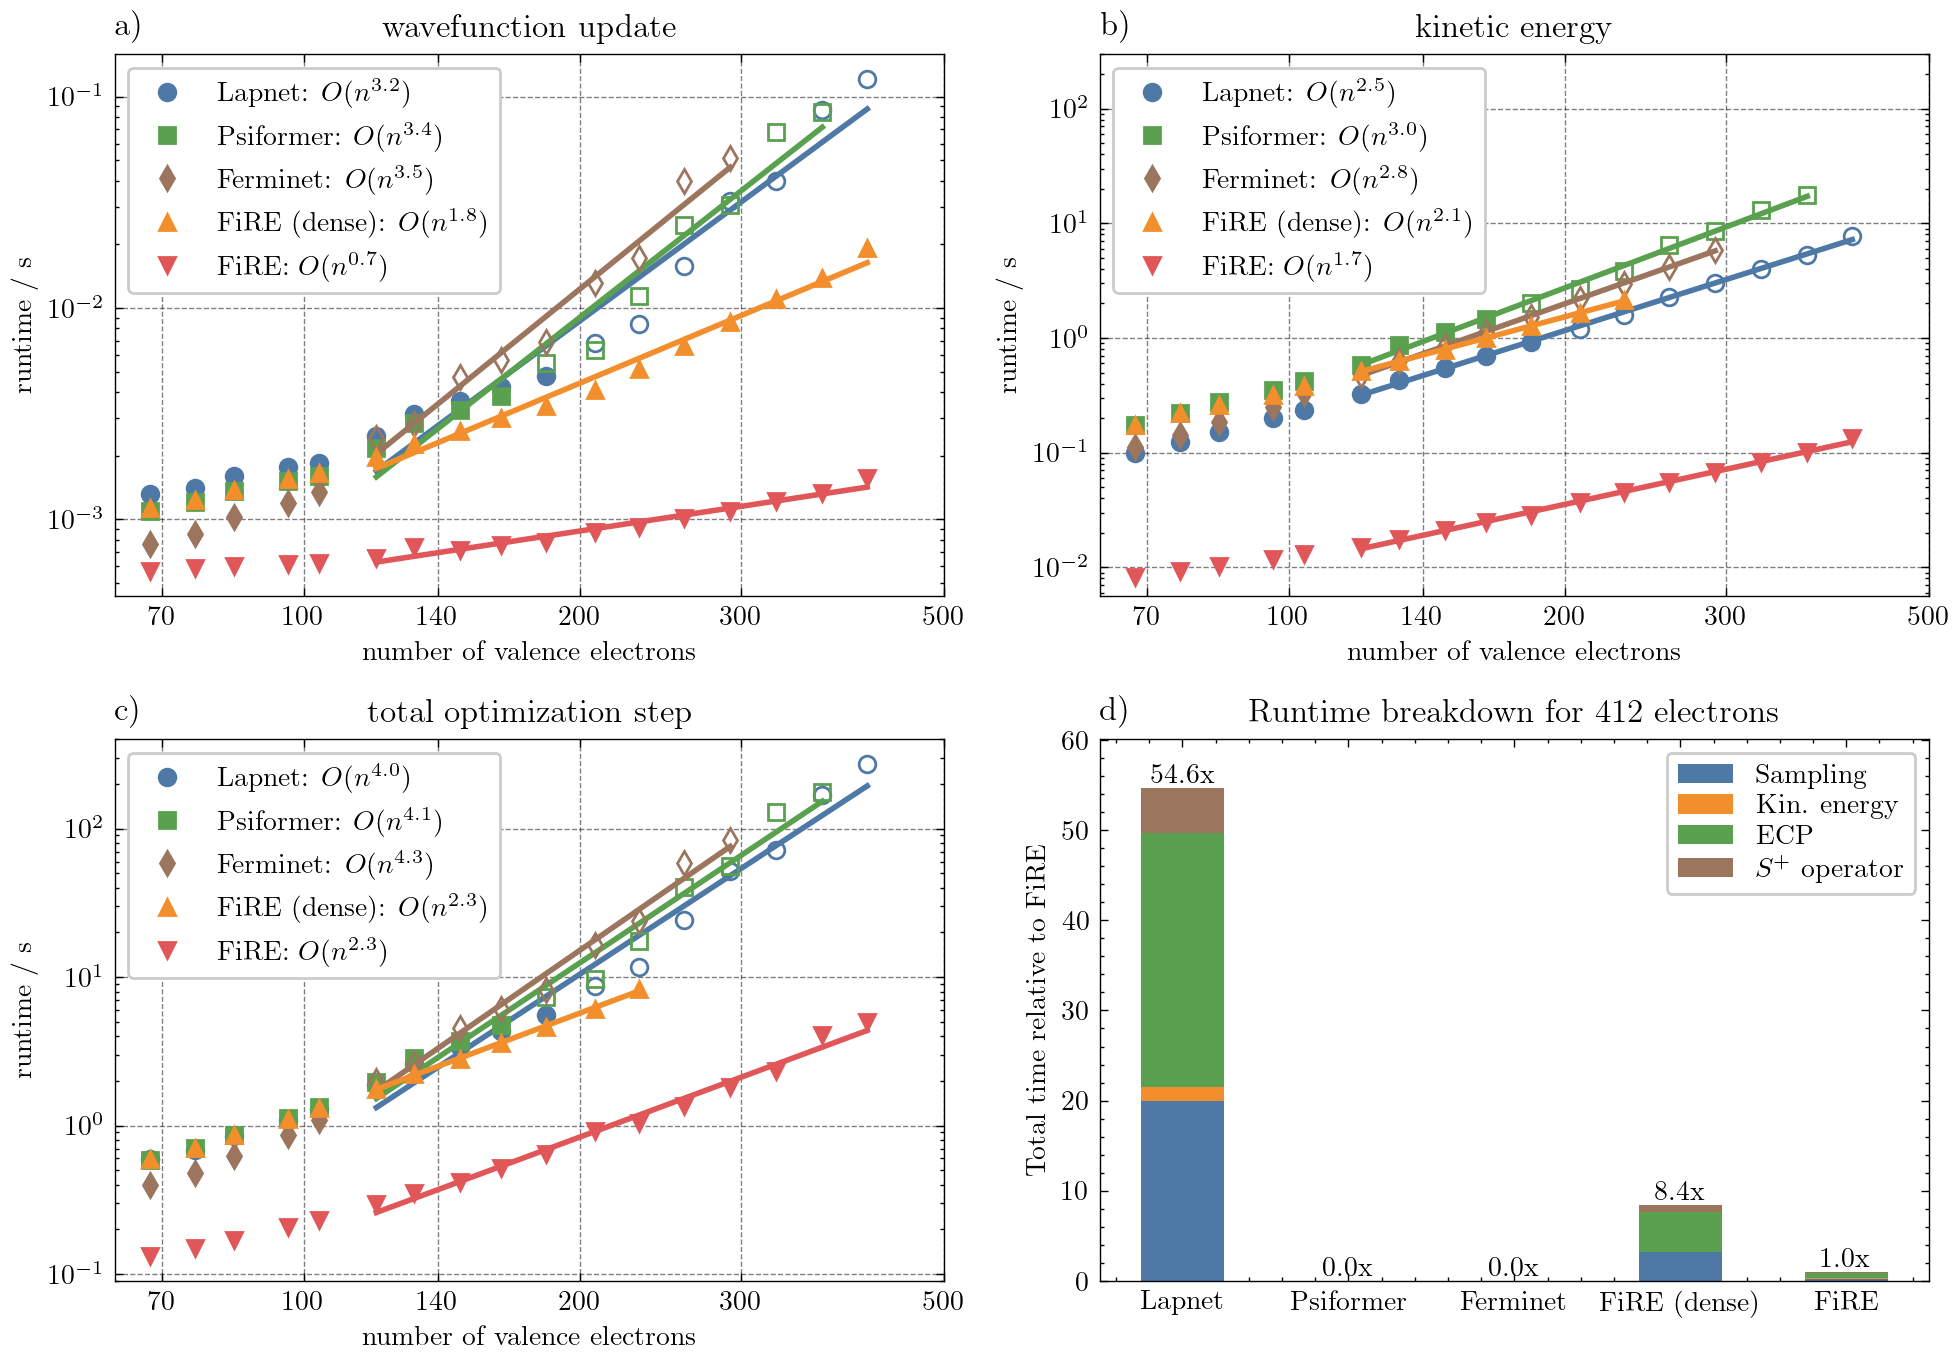 a)
wavefunction update
Lapnet: O(n^3.2)
Psiformer: O(n^3.4)
Ferminet: O(n^3.5)
FiRE (dense): O(n^1.8)
FiRE: O(n^0.7)
10^−1
10^−2
10^−3
runtime / s
70 100 140 200 300 500
number of valence electrons
b)
kinetic energy
Lapnet: O(n^2.5)
Psiformer: O(n^3.0)
Ferminet: O(n^2.8)
FiRE (dense): O(n^2.1)
FiRE: O(n^1.7)
10^2
10^1
10^0
10^−1
10^−2
runtime / s
70 100 140 200 300 500
number of valence electrons
c)
total optimization step
Lapnet: O(n^4.0)
Psiformer: O(n^4.1)
Ferminet: O(n^4.3)
FiRE (dense): O(n^2.3)
FiRE: O(n^2.3)
10^2
10^1
10^0
10^−1
runtime / s
70 100 140 200 300 500
number of valence electrons
d)
Runtime breakdown for 412 electrons
Sampling
Kin. energy
ECP
S^+ operator
60
50
40
30
20
10
0
Total time relative to FiRE
54.6x
0.0x
0.0x
8.4x
1.0x
Lapnet Psiformer Ferminet FiRE (dense) FiRE